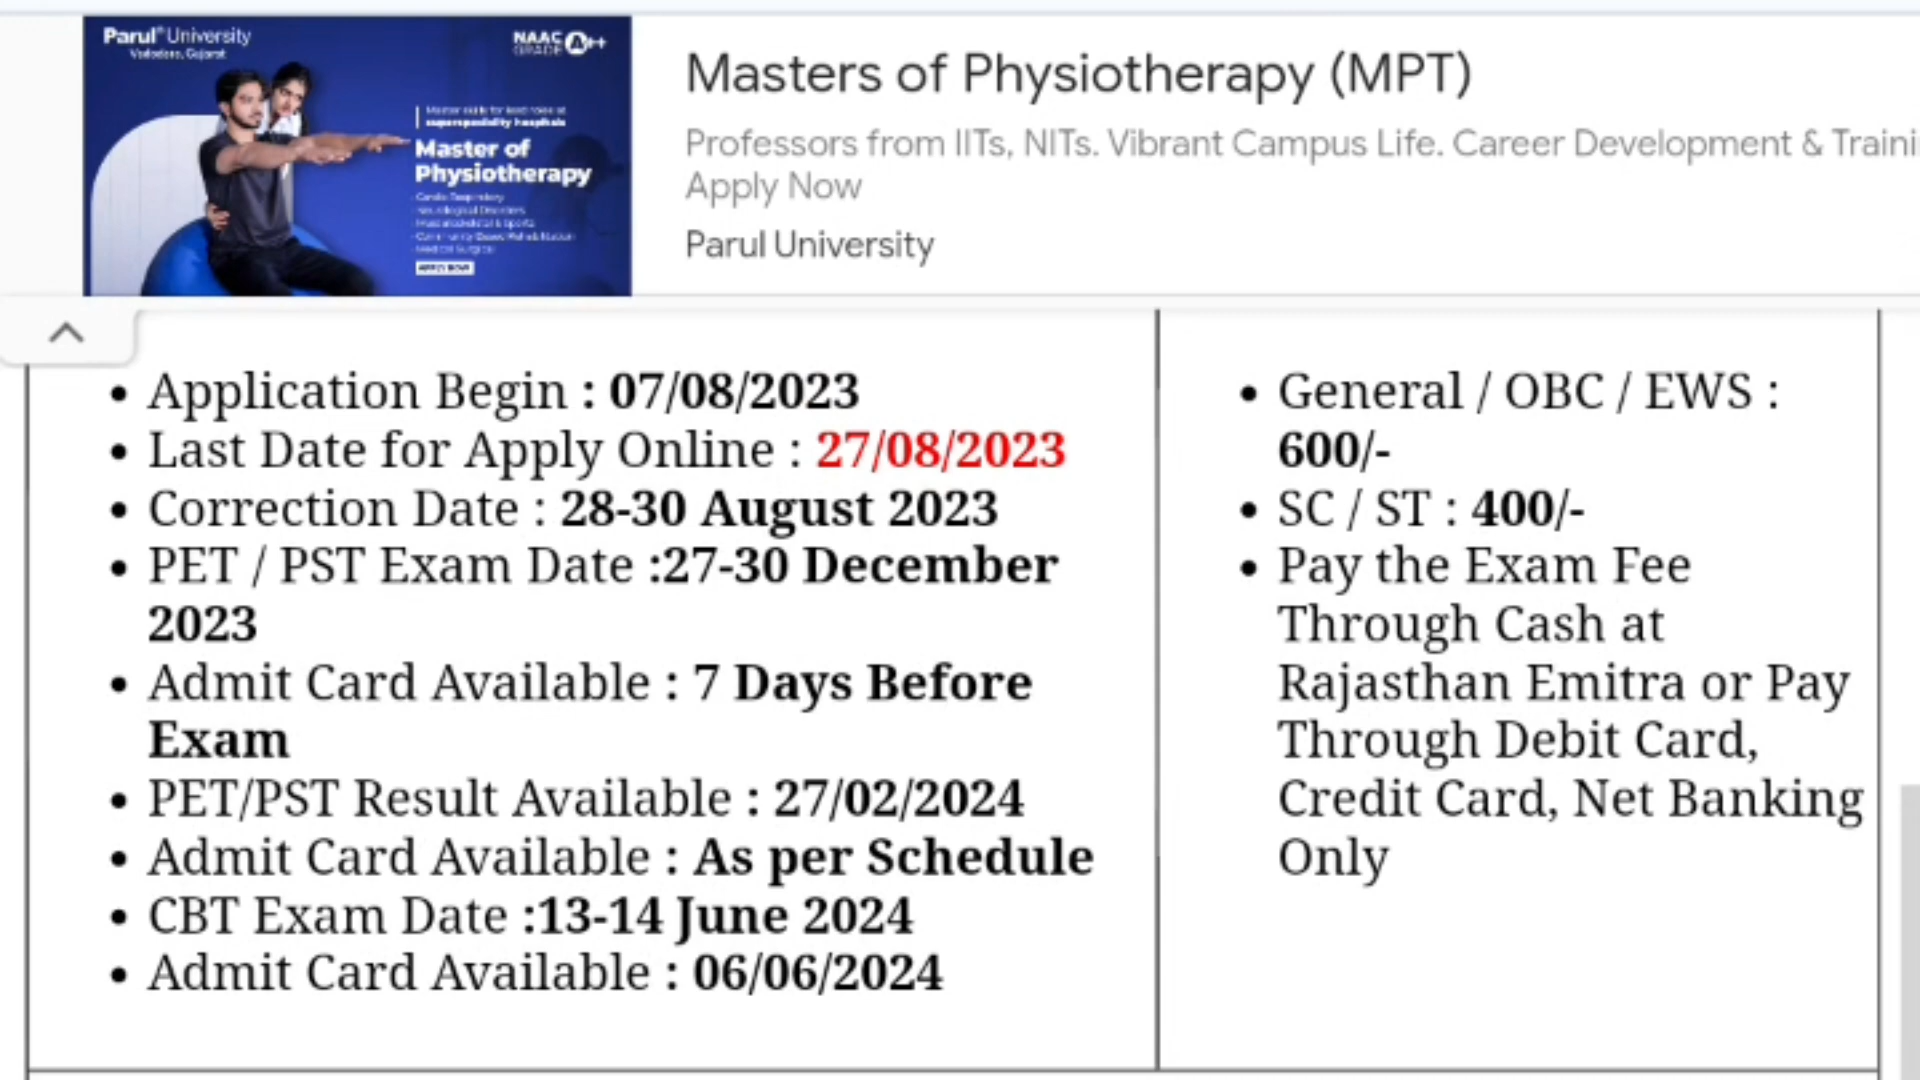 Parul® University
Vadodara, Gujarat
NAAC
GRADE A++
superspeciality hospitals
Master of
Physiotherapy
APPLY NOW
Masters of Physiotherapy (MPT)
Professors from IITs, NITs. Vibrant Campus Life. Career Development & Traini
Apply Now
Parul University
• Application Begin : 07/08/2023
• Last Date for Apply Online : 27/08/2023
• Correction Date : 28-30 August 2023
• PET / PST Exam Date :27-30 December
2023
• Admit Card Available : 7 Days Before
Exam
• PET/PST Result Available : 27/02/2024
• Admit Card Available : As per Schedule
• CBT Exam Date :13-14 June 2024
• Admit Card Available : 06/06/2024
• General / OBC / EWS :
600/-
• SC / ST : 400/-
• Pay the Exam Fee
Through Cash at
Rajasthan Emitra or Pay
Through Debit Card,
Credit Card, Net Banking
Only